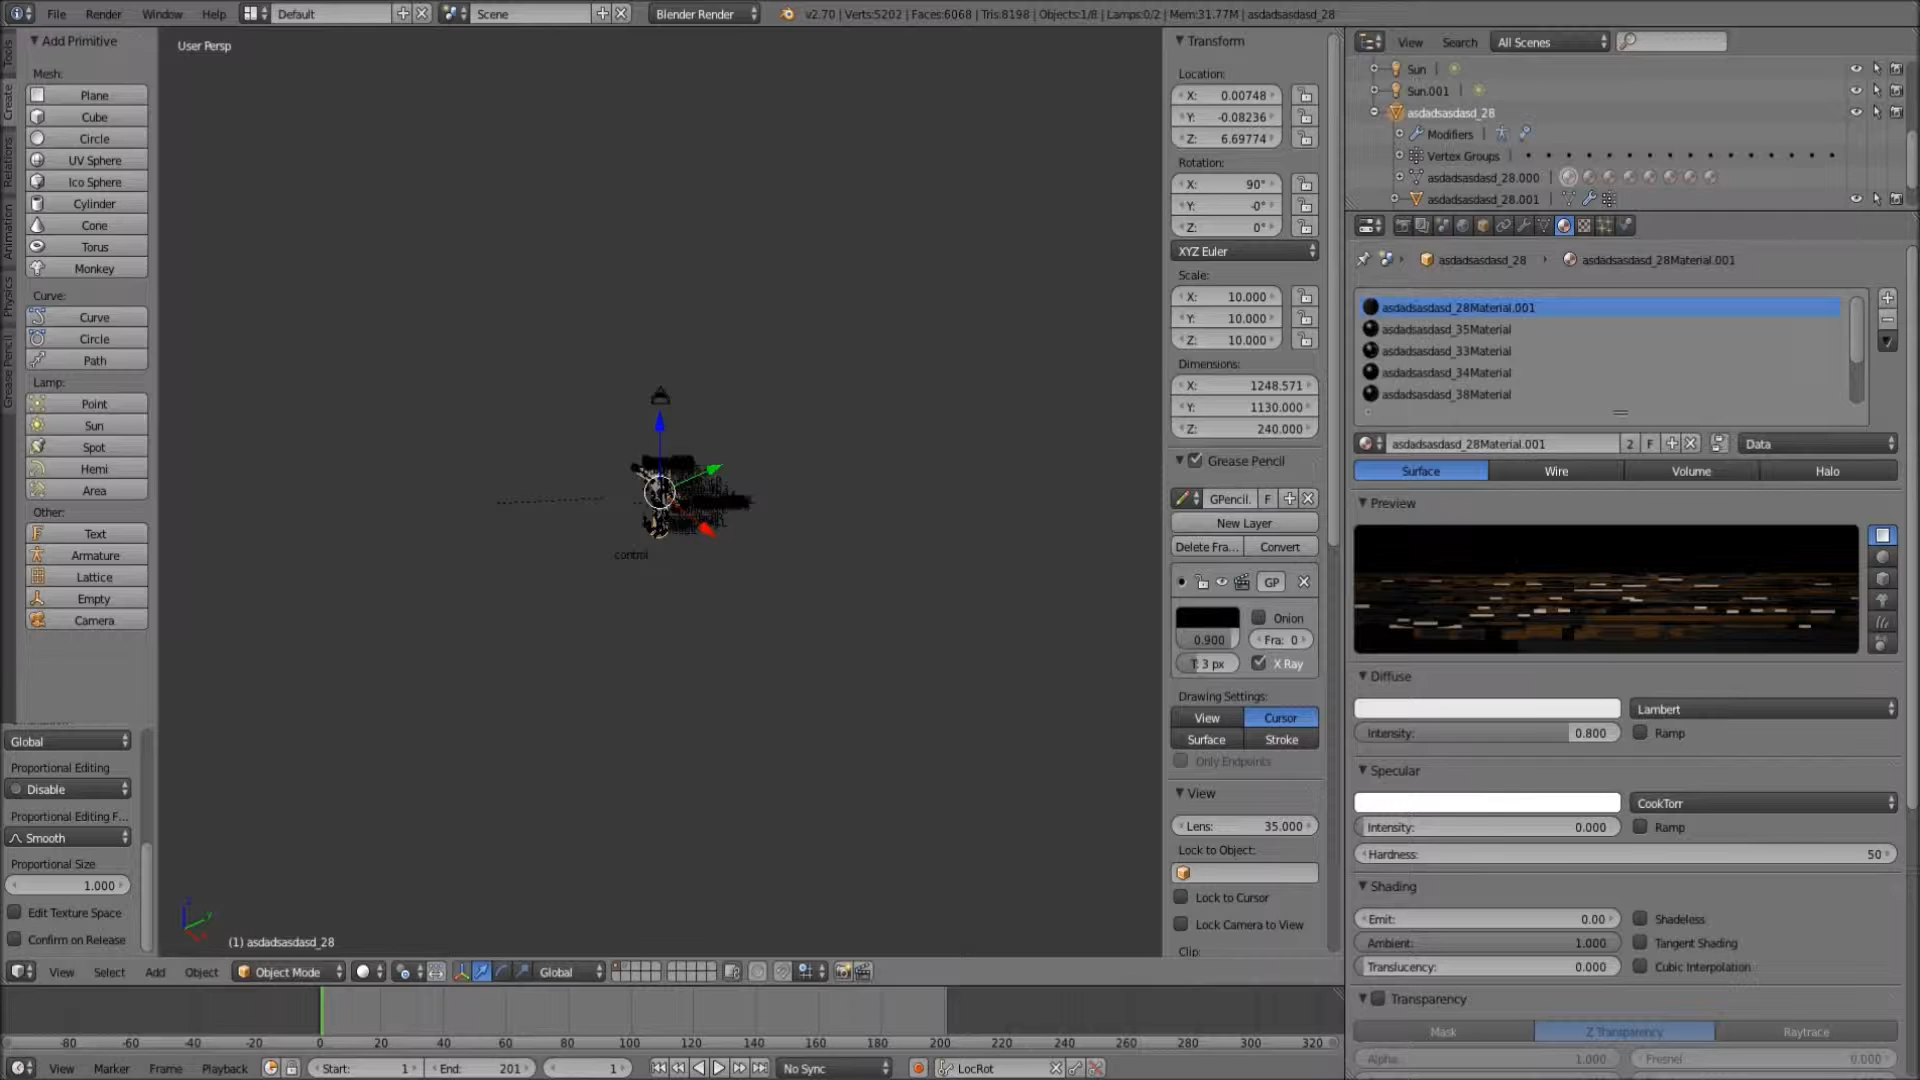 File Render Window Help Default Scene Blender Render v2.70 | Verts:5202 | Faces:6068 | Tris:8198 | Objects:1/8 | Lamps:0/2 | Mem:31.77M | asdadsasdasd_28
Tools
Create
Relations
Animation
Physics
Grease Pencil
Add Primitive
Mesh:
Plane
Cube
Circle
UV Sphere
Ico Sphere
Cylinder
Cone
Torus
Monkey
Curve:
Curve
Circle
Path
Lamp:
Point
Sun
Spot
Hemi
Area
Other:
Text
Armature
Lattice
Empty
Camera
Global
Proportional Editing
Disable
Proportional Editing F...
Smooth
Proportional Size
1.000
Edit Texture Space
Confirm on Release
User Persp
control
(1) asdadsasdasd_28
Transform
Location:
X: 0.00748
Y: -0.08236
Z: 6.69774
Rotation:
X: 90°
Y: -0°
Z: 0°
XYZ Euler
Scale:
X: 10.000
Y: 10.000
Z: 10.000
Dimensions:
X: 1248.571
Y: 1130.000
Z: 240.000
Grease Pencil
GPencil. F
New Layer
Delete Fra... Convert
GP
Onion
0.900 Fra: 0
T: 3 px X Ray
Drawing Settings:
View Cursor
Surface Stroke
Only Endpoints
View
Lens: 35.000
Lock to Object:
Lock to Cursor
Lock Camera to View
Clip:
View Search All Scenes
Sun
Sun.001
asdadsasdasd_28
Modifiers
Vertex Groups
asdadsasdasd_28.000
asdadsasdasd_28.001
asdadsasdasd_28 asdadsasdasd_28Material.001
asdadsasdasd_28Material.001
asdadsasdasd_35Material
asdadsasdasd_33Material
asdadsasdasd_34Material
asdadsasdasd_38Material
asdadsasdasd_28Material.001 2 F Data
Surface Wire Volume Halo
Preview
Diffuse
Lambert
Intensity: 0.800 Ramp
Specular
CookTorr
Intensity: 0.000 Ramp
Hardness: 50
Shading
Emit: 0.00 Shadeless
Ambient: 1.000 Tangent Shading
Translucency: 0.000 Cubic Interpolation
Transparency
Mask Z Transparency Raytrace
Alpha: 1.000 Fresnel 0.000
View Select Add Object Object Mode Global
-80 -60 -40 -20 0 20 40 60 80 100 120 140 160 180 200 220 240 260 280 300 320
View Marker Frame Playback Start: 1 End: 201 1 No Sync LocRot